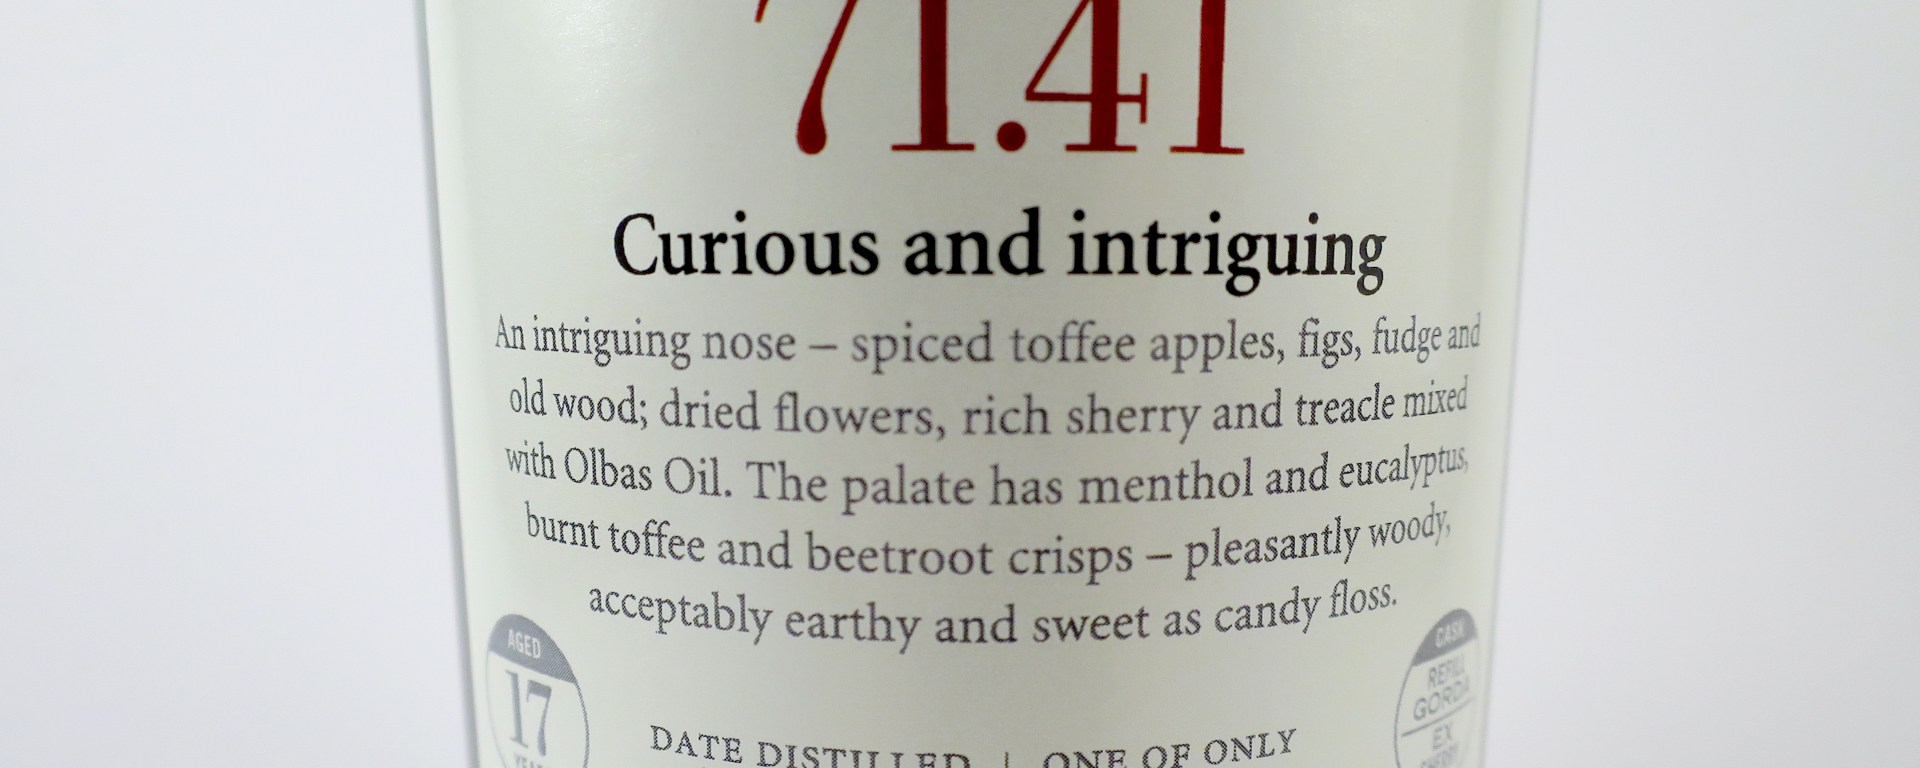 71.41
Curious and intriguing
An intriguing nose – spiced toffee apples, figs, fudge and
old wood; dried flowers, rich sherry and treacle mixed
with Olbas Oil. The palate has menthol and eucalyptus,
burnt toffee and beetroot crisps – pleasantly woody,
acceptably earthy and sweet as candy floss.
AGED
17
YEARS
CASK
REFILL
GORDA
EX
SHERRY
DATE DISTILLED | ONE OF ONLY